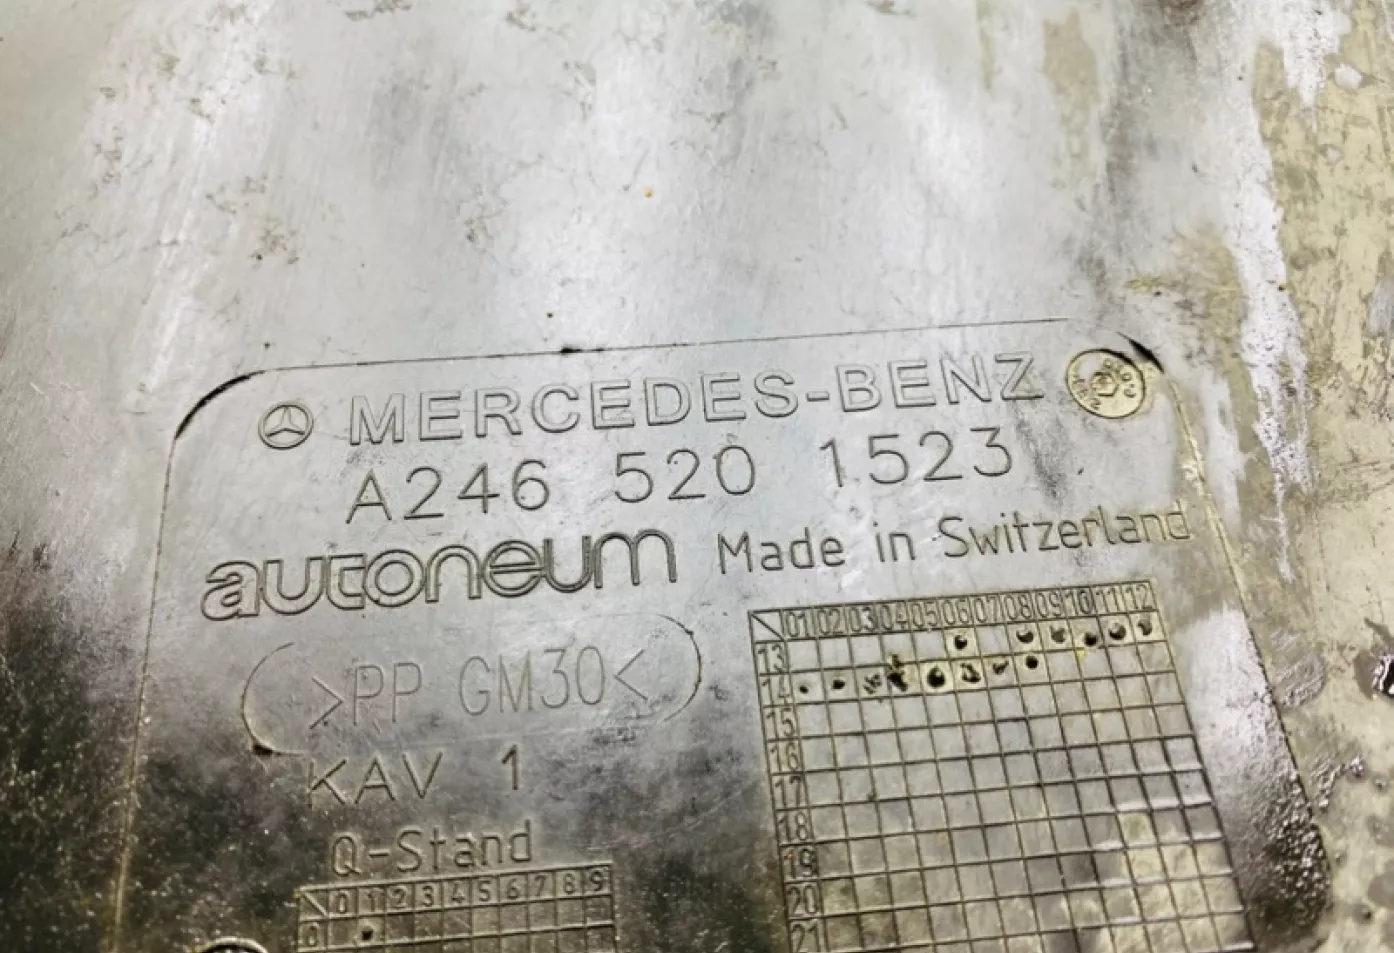 MERCEDES-BENZ
A246 520 1523
autoneum Made in Switzerland
>PP GM30<
KAV 1
Q-Stand
0 1 2 3 4 5 6 7 8 9
0
01 02 03 04 05 06 07 08 09 10 11 12
13
14
15
16
17
18
19
20
21